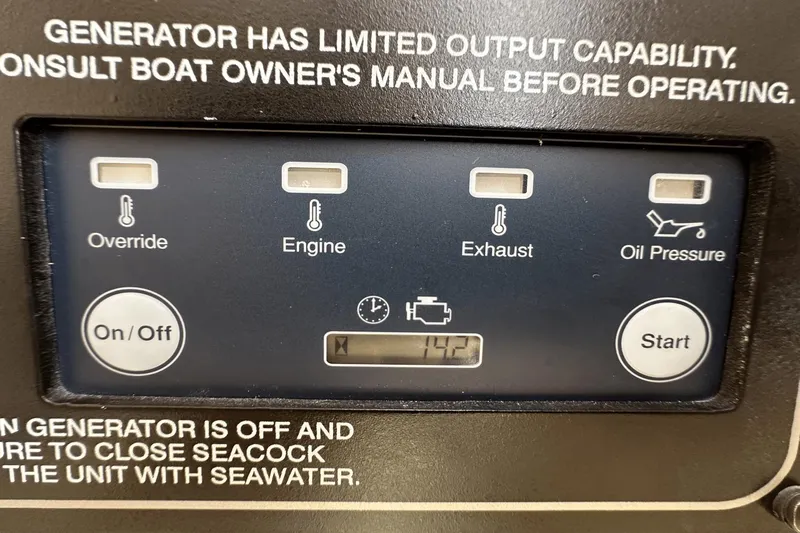 GENERATOR HAS LIMITED OUTPUT CAPABILITY.
ONSULT BOAT OWNER'S MANUAL BEFORE OPERATING.
Override
Engine
Exhaust
Oil Pressure
On/Off
142
Start
N GENERATOR IS OFF AND
URE TO CLOSE SEACOCK
THE UNIT WITH SEAWATER.